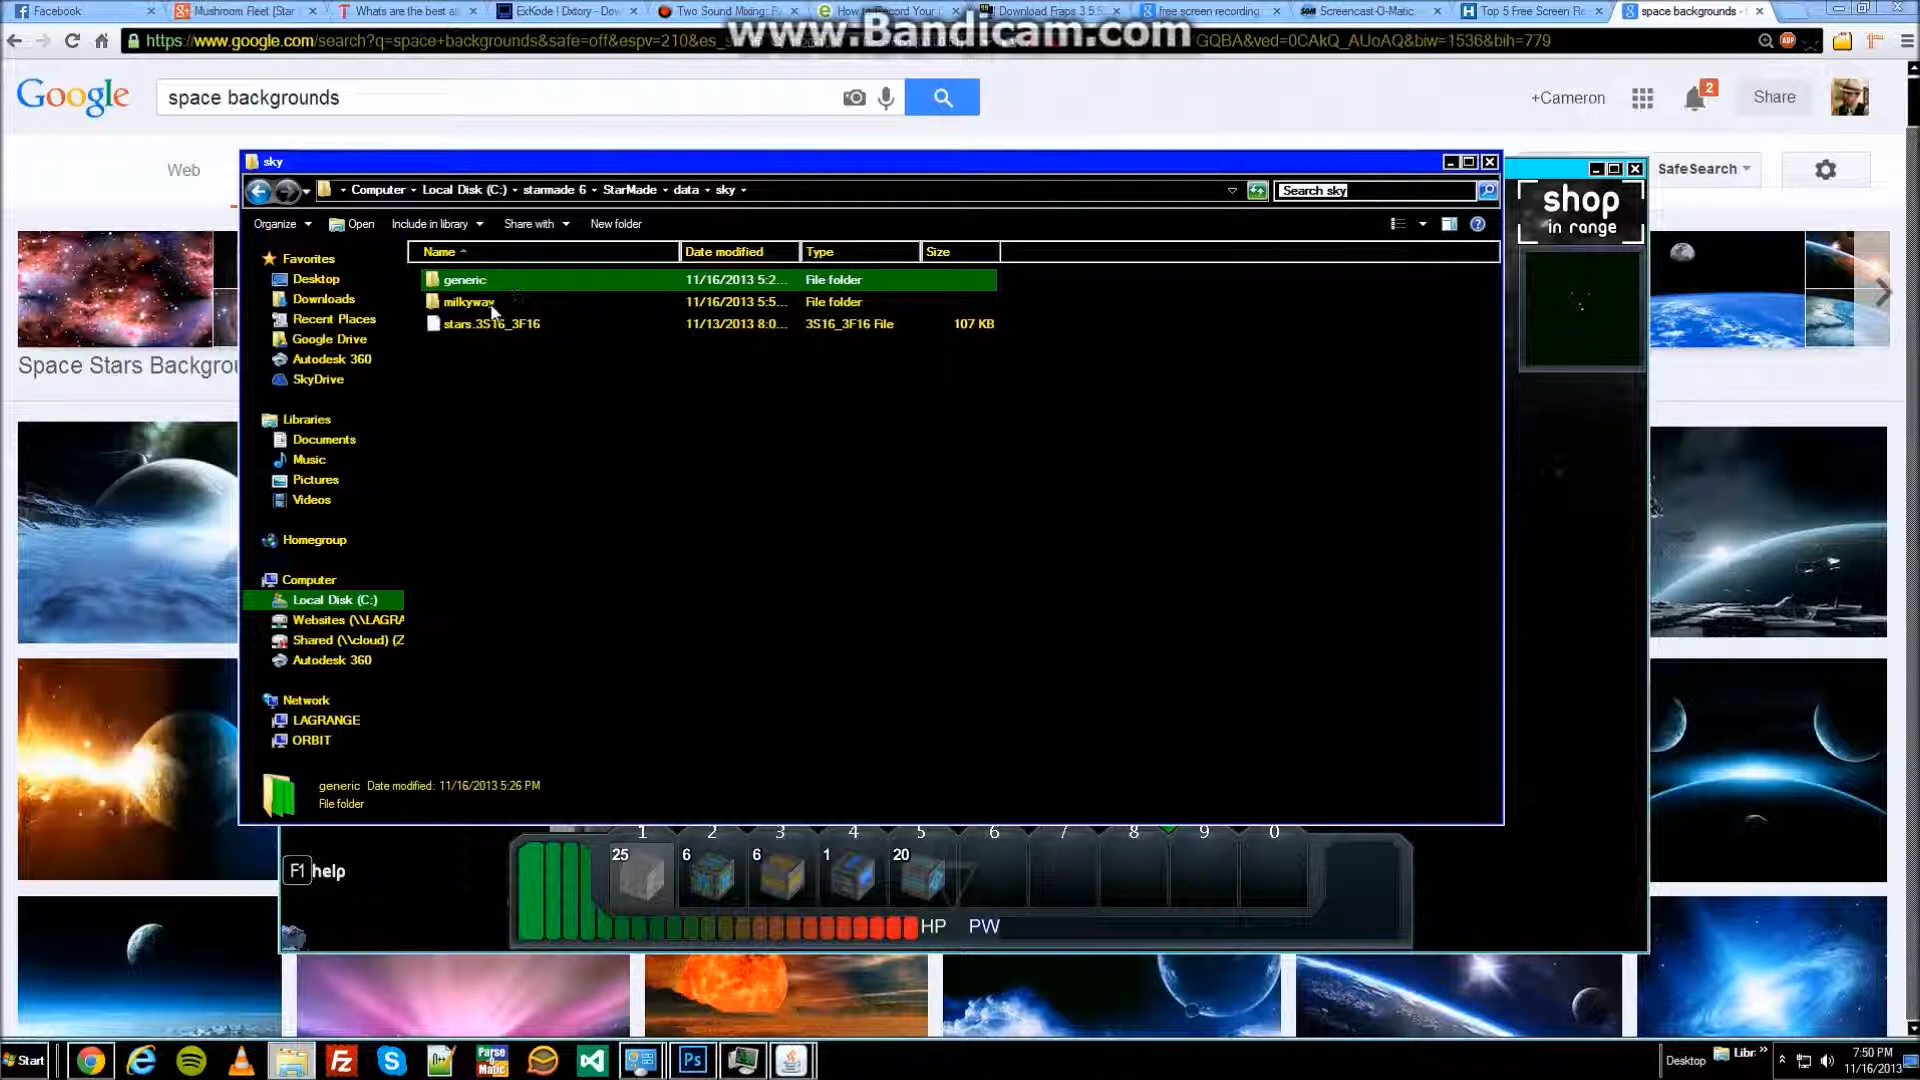 Facebook
Mushroom Fleet [Star
Whats are the best a
ExKode | Dxtory - Dow
Two Sound Mixing: F
How to Record Your
Download Fraps 3.5.5
free screen recording
Screencast-O-Matic
Top 5 Free Screen Re
space backgrounds -
www.Bandicam.com
https://www.google.com/search?q=space+backgrounds&safe=off&espv=210&es_s
GQBA&ved=0CAkQ_AUoAQ&biw=1536&bih=779
Google
space backgrounds
+Cameron
2
Share
Web
SafeSearch
sky
Computer
Local Disk (C:)
starmade 6
StarMade
data
sky
Search sky
shop
in range
Organize
Open
Include in library
Share with
New folder
Name
Date modified
Type
Size
generic
11/16/2013 5:2...
File folder
milkyway
11/16/2013 5:5...
File folder
stars.3S16_3F16
11/13/2013 8:0...
3S16_3F16 File
107 KB
Favorites
Desktop
Downloads
Recent Places
Google Drive
Autodesk 360
SkyDrive
Libraries
Documents
Music
Pictures
Videos
Homegroup
Computer
Local Disk (C:)
Websites (\\LAGRA
Shared (\\cloud) (Z
Autodesk 360
Network
LAGRANGE
ORBIT
Space Stars Backgrou
generic Date modified: 11/16/2013 5:26 PM
File folder
1 2 3 4 5 6 7 8 9 0
25 6 6 1 20
F1 help
HP PW
Start
Fz
Parse
O
Matic
Ps
Desktop
Libr
7:50 PM
11/16/2013